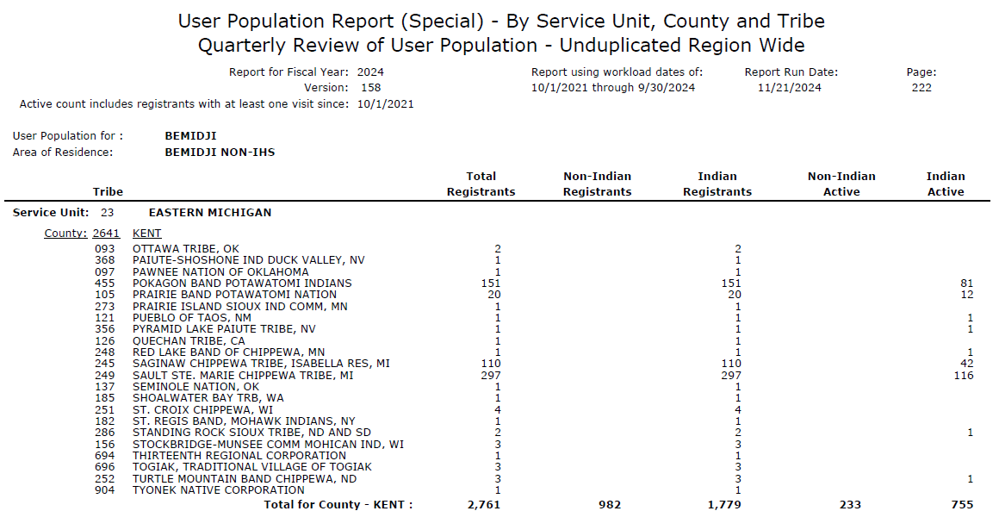 User Population Report (Special) - By Service Unit, County and Tribe
Quarterly Review of User Population - Unduplicated Region Wide
Report for Fiscal Year: 2024 Report using workload dates of: Report Run Date: Page:
Version: 158 10/1/2021 through 9/30/2024 11/21/2024 222
Active count includes registrants with at least one visit since: 10/1/2021
User Population for : BEMIDJI
Area of Residence: BEMIDJI NON-IHS
Total Non-Indian Indian Non-Indian Indian
Tribe Registrants Registrants Registrants Active Active
Service Unit: 23 EASTERN MICHIGAN
County: 2641 KENT
093 OTTAWA TRIBE, OK 2 2
368 PAIUTE-SHOSHONE IND DUCK VALLEY, NV 1 1
097 PAWNEE NATION OF OKLAHOMA 1 1
455 POKAGON BAND POTAWATOMI INDIANS 151 151 81
105 PRAIRIE BAND POTAWATOMI NATION 20 20 12
273 PRAIRIE ISLAND SIOUX IND COMM, MN 1 1
121 PUEBLO OF TAOS, NM 1 1 1
356 PYRAMID LAKE PAIUTE TRIBE, NV 1 1 1
126 QUECHAN TRIBE, CA 1 1
248 RED LAKE BAND OF CHIPPEWA, MN 1 1 1
245 SAGINAW CHIPPEWA TRIBE, ISABELLA RES, MI 110 110 42
249 SAULT STE. MARIE CHIPPEWA TRIBE, MI 297 297 116
137 SEMINOLE NATION, OK 1 1
185 SHOALWATER BAY TRB, WA 1 1
251 ST. CROIX CHIPPEWA, WI 4 4
182 ST. REGIS BAND, MOHAWK INDIANS, NY 1 1
286 STANDING ROCK SIOUX TRIBE, ND AND SD 2 2 1
156 STOCKBRIDGE-MUNSEE COMM MOHICAN IND, WI 3 3
694 THIRTEENTH REGIONAL CORPORATION 1 1
696 TOGIAK, TRADITIONAL VILLAGE OF TOGIAK 3 3
252 TURTLE MOUNTAIN BAND CHIPPEWA, ND 3 3 1
904 TYONEK NATIVE CORPORATION 1 1
Total for County - KENT : 2,761 982 1,779 233 755